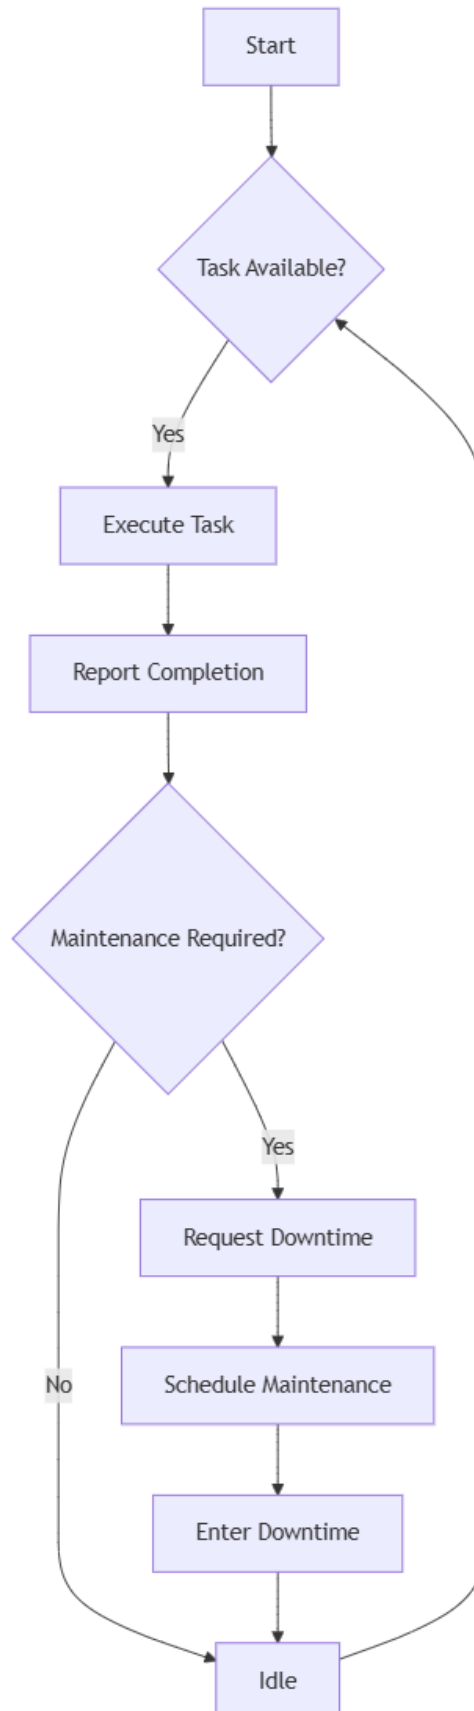 Start
Task Available?
Yes
Execute Task
Report Completion
Maintenance Required?
Yes
Request Downtime
No
Schedule Maintenance
Enter Downtime
Idle